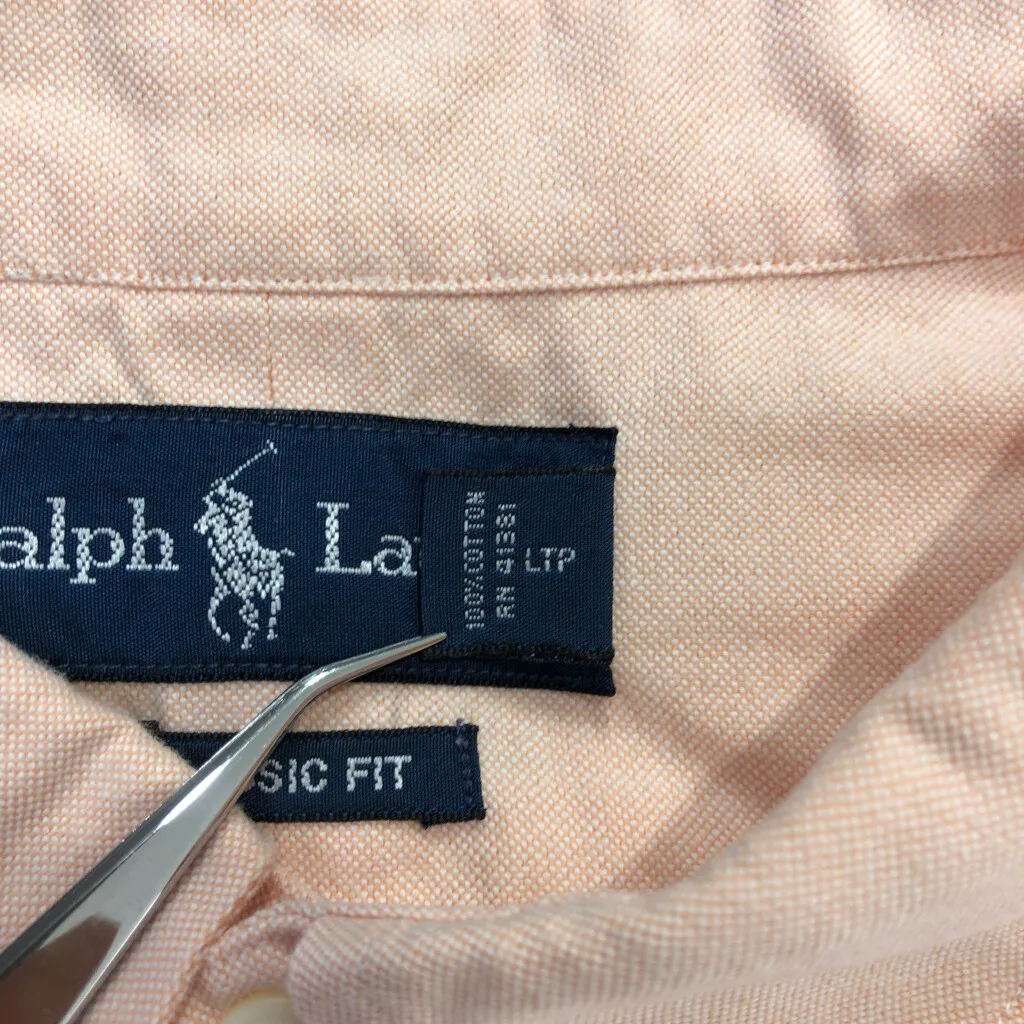 alph La
100% COTTON
RN 41381
LTP
SIC FIT